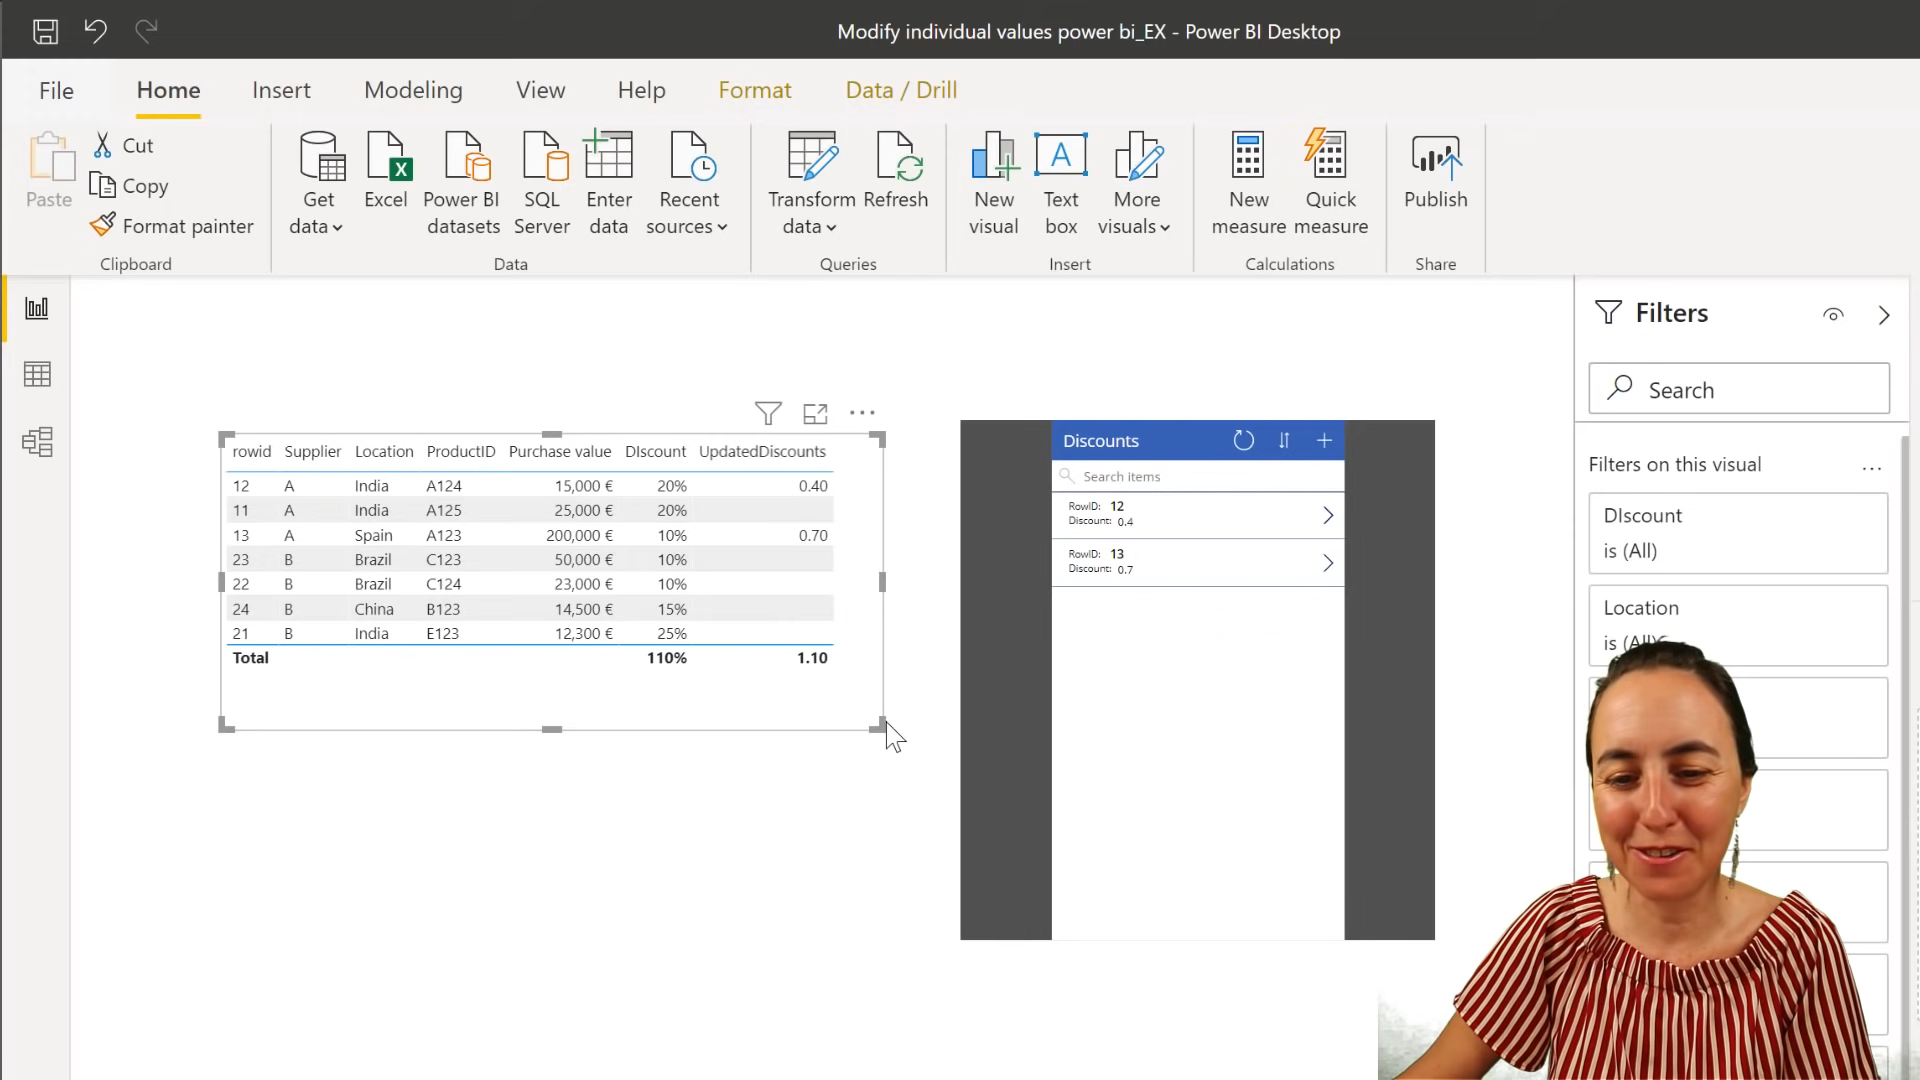 Modify individual values power bi_EX - Power BI Desktop
File Home Insert Modeling View Help Format Data / Drill
Paste
Cut
Copy
Format painter
Clipboard
Get data
Excel
Power BI datasets
SQL Server
Enter data
Recent sources
Data
Transform data
Refresh
Queries
New visual
Text box
More visuals
Insert
New measure
Quick measure
Calculations
Publish
Share
rowid Supplier Location ProductID Purchase value DIscount UpdatedDiscounts
12 A India A124 15,000 € 20% 0.40
11 A India A125 25,000 € 20%
13 A Spain A123 200,000 € 10% 0.70
23 B Brazil C123 50,000 € 10%
22 B Brazil C124 23,000 € 10%
24 B China B123 14,500 € 15%
21 B India E123 12,300 € 25%
Total 110% 1.10
Discounts
Search items
RowID: 12
Discount: 0.4
RowID: 13
Discount: 0.7
Filters
Search
Filters on this visual
DIscount
is (All)
Location
is (All)